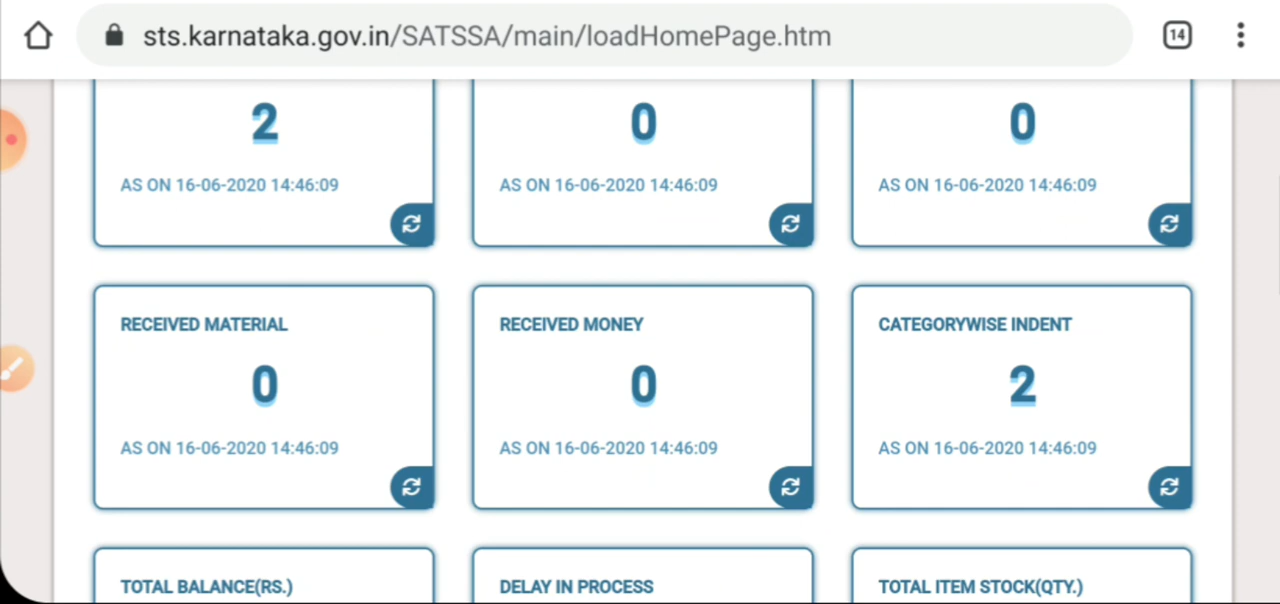 sts.karnataka.gov.in/SATSSA/main/loadHomePage.htm
14
2
0
0
AS ON 16-06-2020 14:46:09
AS ON 16-06-2020 14:46:09
AS ON 16-06-2020 14:46:09
RECEIVED MATERIAL
RECEIVED MONEY
CATEGORYWISE INDENT
0
0
2
AS ON 16-06-2020 14:46:09
AS ON 16-06-2020 14:46:09
AS ON 16-06-2020 14:46:09
TOTAL BALANCE(RS.)
DELAY IN PROCESS
TOTAL ITEM STOCK(QTY.)